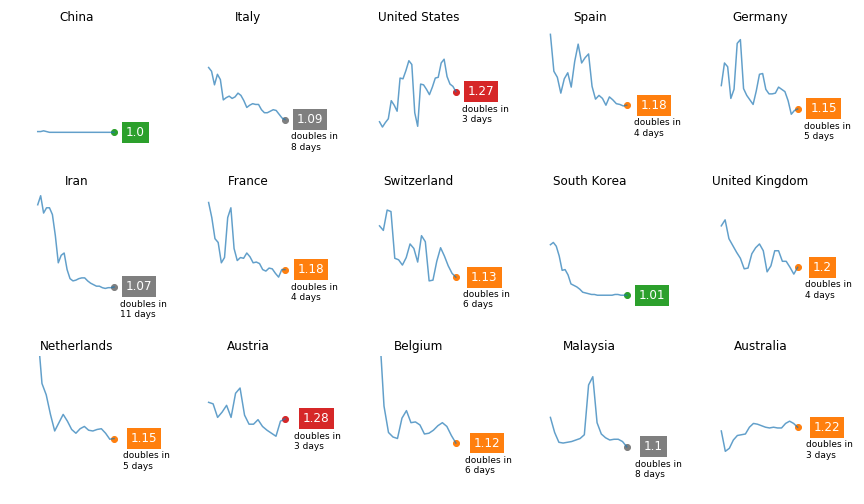 China
Italy
United States
Spain
Germany
1.0
1.09
doubles in
8 days
1.27
doubles in
3 days
1.18
doubles in
4 days
1.15
doubles in
5 days
Iran
France
Switzerland
South Korea
United Kingdom
1.07
doubles in
11 days
1.18
doubles in
4 days
1.13
doubles in
6 days
1.01
1.2
doubles in
4 days
Netherlands
Austria
Belgium
Malaysia
Australia
1.15
doubles in
5 days
1.28
doubles in
3 days
1.12
doubles in
6 days
1.1
doubles in
8 days
1.22
doubles in
3 days